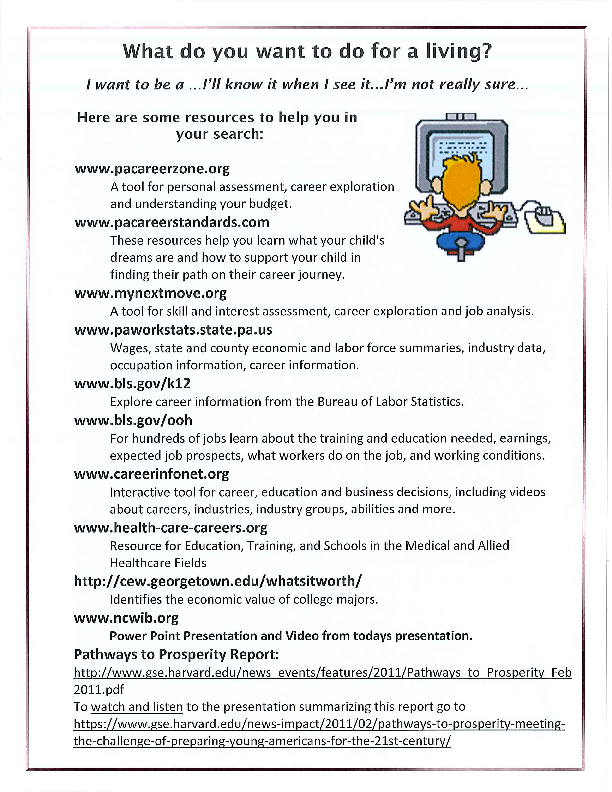 What do you want to do for a living?
I want to be a ...I'll know it when I see it...I'm not really sure...
Here are some resources to help you in
your search:
www.pacareerzone.org
A tool for personal assessment, career exploration
and understanding your budget.
www.pacareerstandards.com
These resources help you learn what your child's
dreams are and how to support your child in
finding their path on their career journey.
www.mynextmove.org
A tool for skill and interest assessment, career exploration and job analysis.
www.paworkstats.state.pa.us
Wages, state and county economic and labor force summaries, industry data,
occupation information, career information.
www.bls.gov/k12
Explore career information from the Bureau of Labor Statistics.
www.bls.gov/ooh
For hundreds of jobs learn about the training and education needed, earnings,
expected job prospects, what workers do on the job, and working conditions.
www.careerinfonet.org
Interactive tool for career, education and business decisions, including videos
about careers, industries, industry groups, abilities and more.
www.health-care-careers.org
Resource for Education, Training, and Schools in the Medical and Allied
Healthcare Fields
http://cew.georgetown.edu/whatsitworth/
Identifies the economic value of college majors.
www.ncwib.org
Power Point Presentation and Video from todays presentation.
Pathways to Prosperity Report:
http://www.gse.harvard.edu/news_events/features/2011/Pathways_to_Prosperity_Feb
2011.pdf
To watch and listen to the presentation summarizing this report go to
https://www.gse.harvard.edu/news-impact/2011/02/pathways-to-prosperity-meeting-
the-challenge-of-preparing-young-americans-for-the-21st-century/